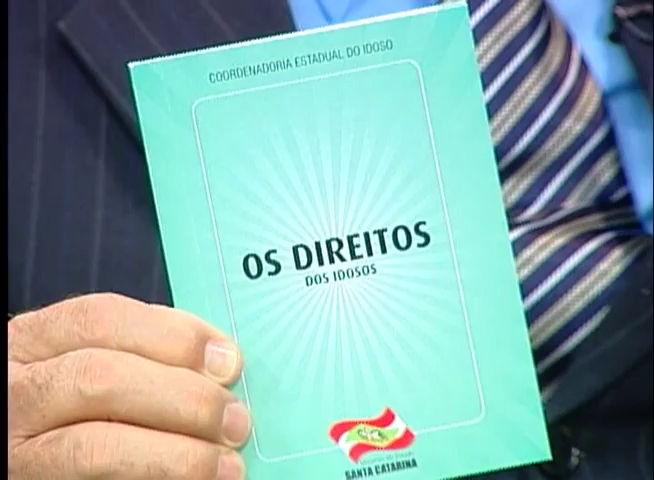 COORDENADORIA ESTADUAL DO IDOSO
OS DIREITOS
DOS IDOSOS
SANTA CATARINA